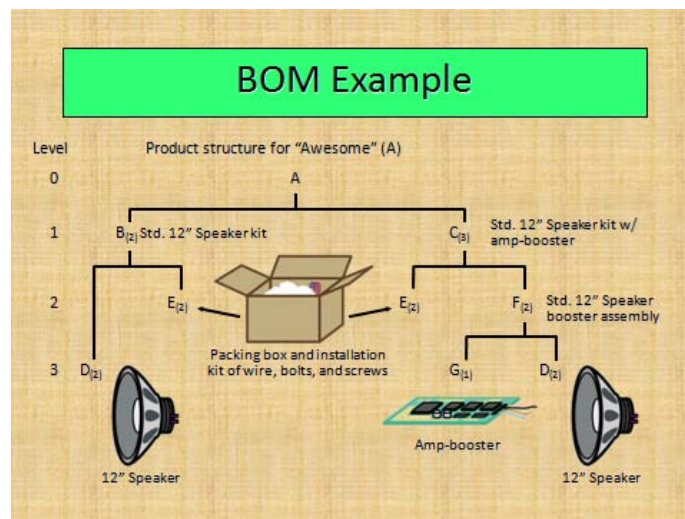 BOM Example
Level Product structure for “Awesome” (A)
0 A
1 B(2) Std. 12” Speaker kit C(3) Std. 12” Speaker kit w/
amp-booster
2 E(2) E(2) F(2) Std. 12” Speaker
booster assembly
Packing box and installation
kit of wire, bolts, and screws
3 D(2) G(1) D(2)
Amp-booster
12” Speaker 12” Speaker